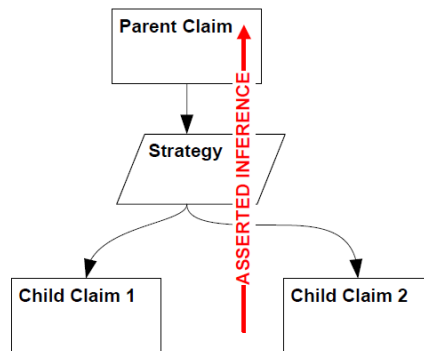 Parent Claim
Strategy
ASSERTED INFERENCE
Child Claim 1
Child Claim 2